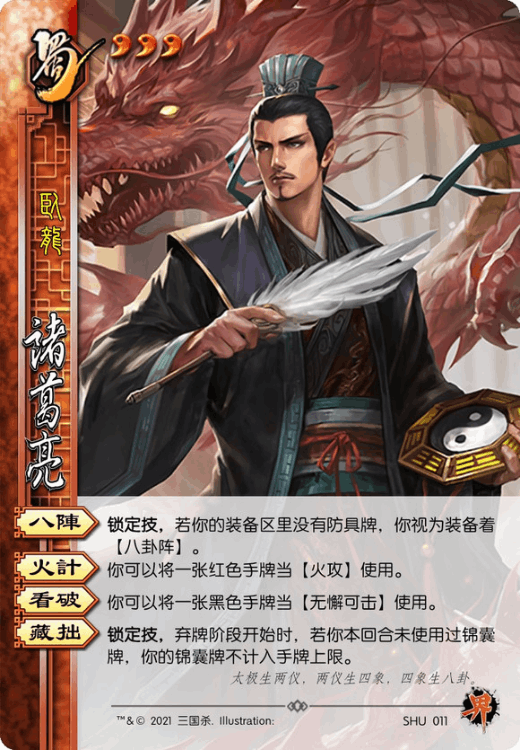 蜀
臥龍
諸葛亮
八陣
锁定技，若你的装备区里没有防具牌，你视为装备着
【八卦阵】。
火計
你可以将一张红色手牌当【火攻】使用。
看破
你可以将一张黑色手牌当【无懈可击】使用。
藏拙
锁定技，弃牌阶段开始时，若你本回合未使用过锦囊
牌，你的锦囊牌不计入手牌上限。
太极生两仪，两仪生四象，四象生八卦。
™&© 2021 三国杀. Illustration:
SHU 011
界